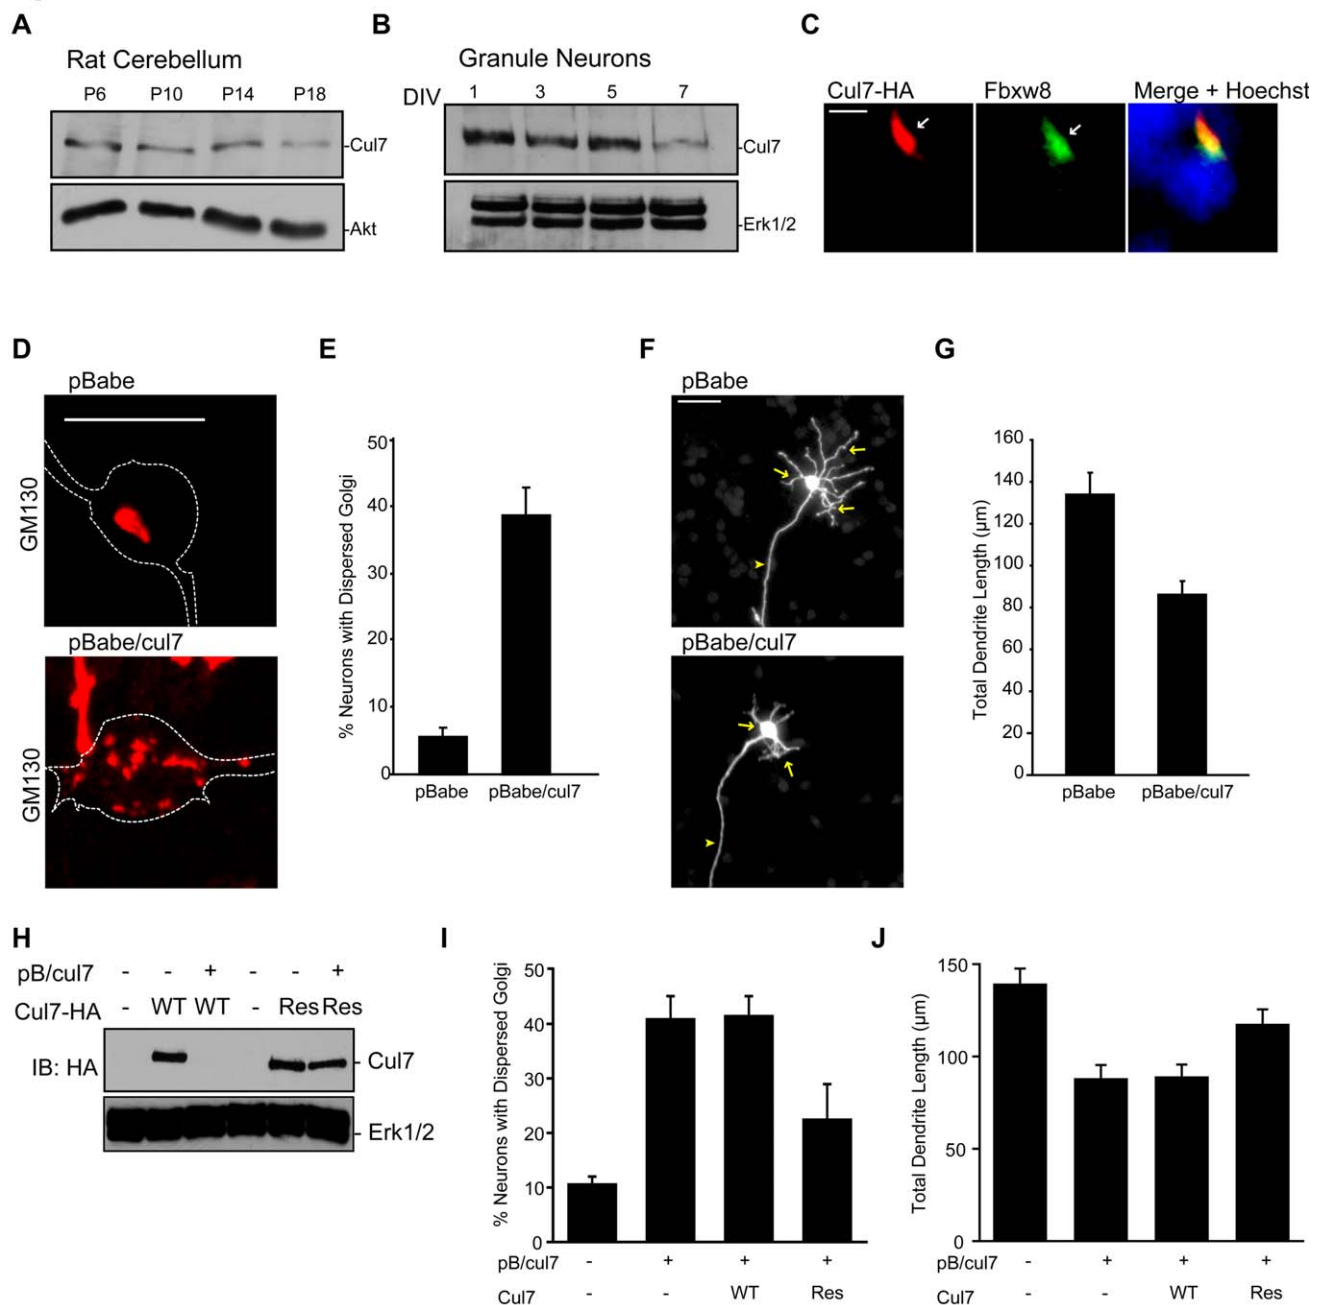 A
Rat Cerebellum
P6 P10 P14 P18
-Cul7
-Akt
B
Granule Neurons
DIV 1 3 5 7
-Cul7
-Erk1/2
C
Cul7-HA Fbxw8 Merge + Hoechst
D
pBabe
GM130
pBabe/cul7
GM130
E
% Neurons with Dispersed Golgi
50
40
30
20
10
0
pBabe pBabe/cul7
F
pBabe
pBabe/cul7
G
Total Dendrite Length (µm)
160
140
120
100
80
60
40
20
0
pBabe pBabe/cul7
H
pB/cul7 - - + - - +
Cul7-HA - WT WT - Res Res
IB: HA
- Cul7
- Erk1/2
I
% Neurons with Dispersed Golgi
50
40
30
20
10
0
pB/cul7 - + + +
Cul7 - - WT Res
J
Total Dendrite Length (µm)
150
100
50
0
pB/cul7 - + + +
Cul7 - - WT Res